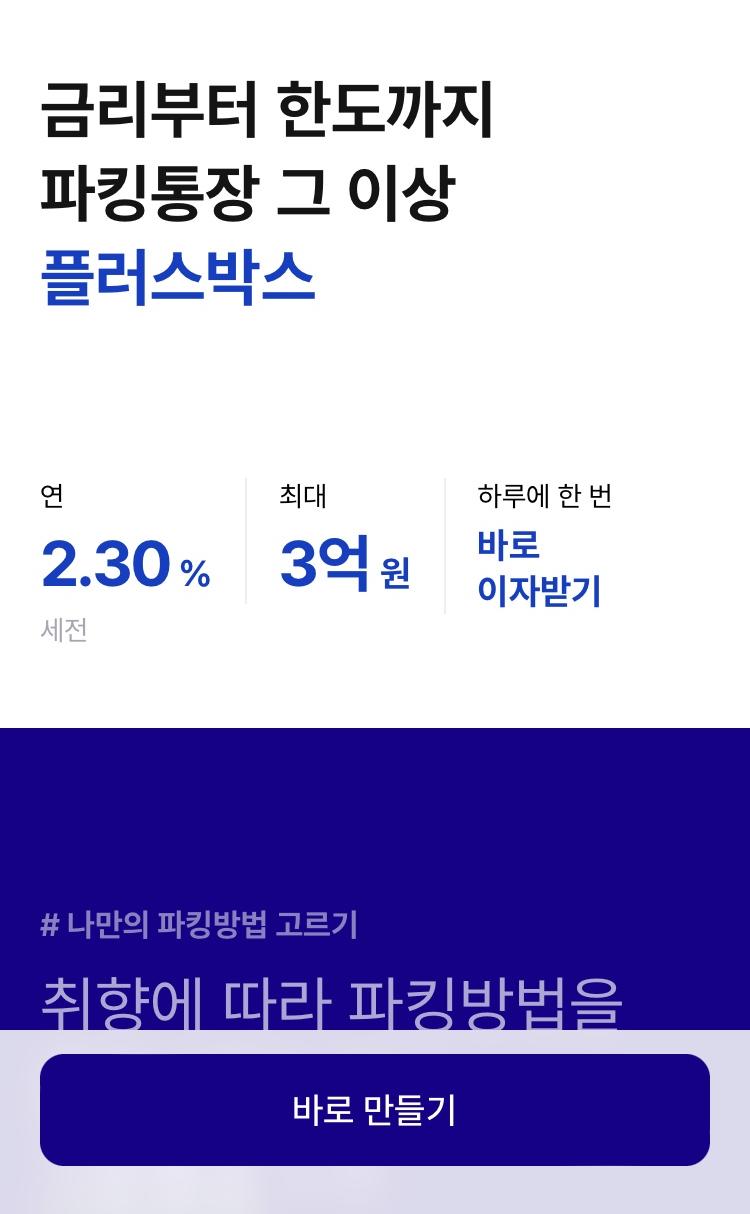 금리부터 한도까지
파킹통장 그 이상
플러스박스
연
2.30 %
세전
최대
3억 원
하루에 한 번
바로
이자받기
# 나만의 파킹방법 고르기
취향에 따라 파킹방법을
바로 만들기